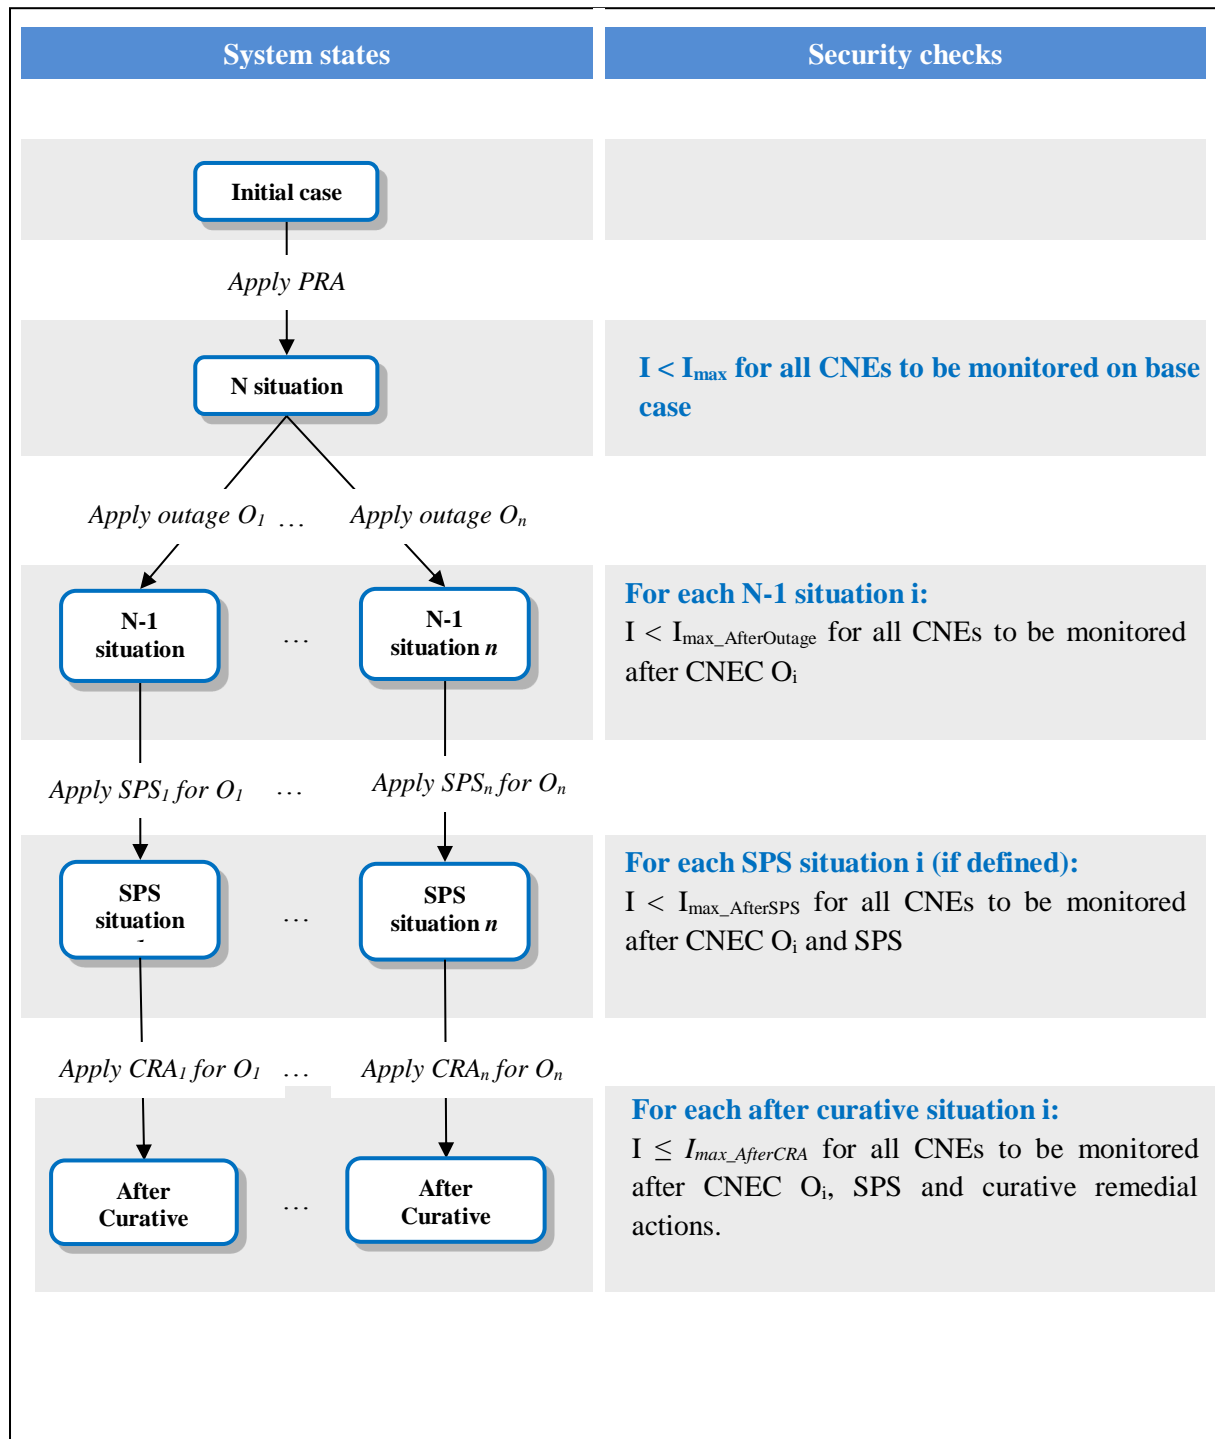 System states
Security checks
Initial case
Apply PRA
N situation
I < Imax for all CNEs to be monitored on base
case
Apply outage O1 … Apply outage On
N-1
situation
…
N-1
situation n
For each N-1 situation i:
I < Imax_AfterOutage for all CNEs to be monitored
after CNEC Oi
Apply SPS1 for O1 … Apply SPSn for On
SPS
situation
…
SPS
situation n
For each SPS situation i (if defined):
I < Imax_AfterSPS for all CNEs to be monitored
after CNEC Oi and SPS
Apply CRA1 for O1 … Apply CRAn for On
After
Curative
…
After
Curative
For each after curative situation i:
I ≤ Imax_AfterCRA for all CNEs to be monitored
after CNEC Oi, SPS and curative remedial
actions.